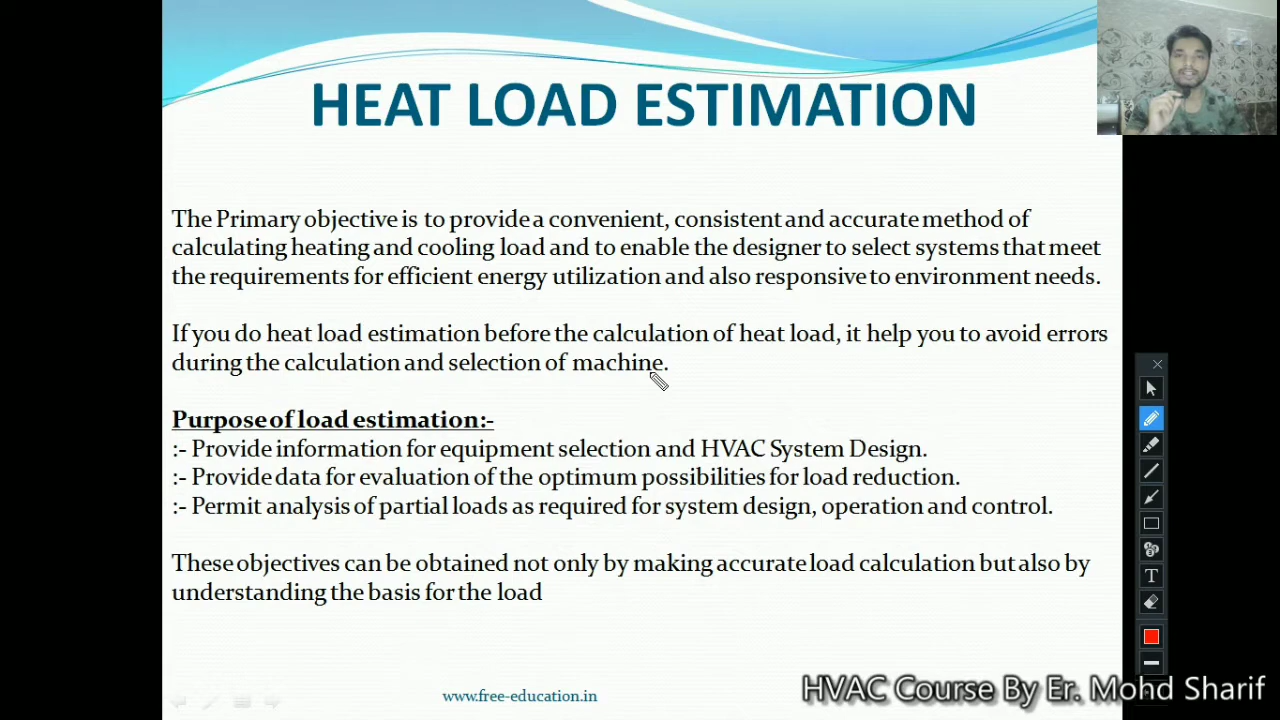 HEAT LOAD ESTIMATION
The Primary objective is to provide a convenient, consistent and accurate method of
calculating heating and cooling load and to enable the designer to select systems that meet
the requirements for efficient energy utilization and also responsive to environment needs.
If you do heat load estimation before the calculation of heat load, it help you to avoid errors
during the calculation and selection of machine.
Purpose of load estimation:-
:- Provide information for equipment selection and HVAC System Design.
:- Provide data for evaluation of the optimum possibilities for load reduction.
:- Permit analysis of partial loads as required for system design, operation and control.
These objectives can be obtained not only by making accurate load calculation but also by
understanding the basis for the load
www.free-education.in
HVAC Course By Er. Mohd Sharif